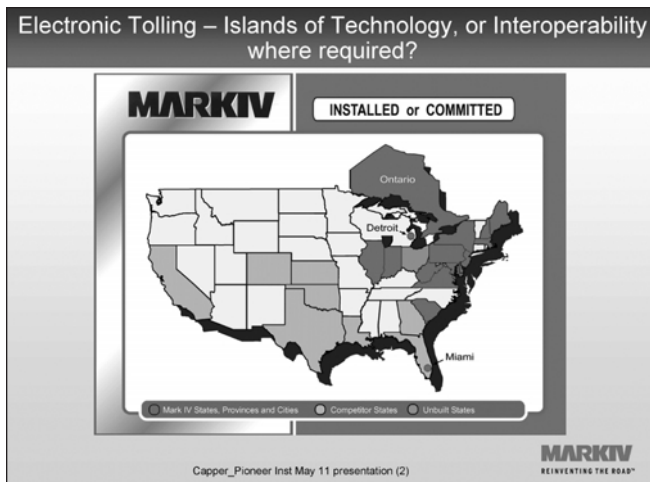 Electronic Tolling – Islands of Technology, or Interoperability
where required?
MARKIV
INSTALLED or COMMITTED
Ontario
Detroit
Miami
Mark IV States, Provinces and Cities
Competitor States
Unbuilt States
Capper_Pioneer Inst May 11 presentation (2)
MARKIV
REINVENTING THE ROAD™